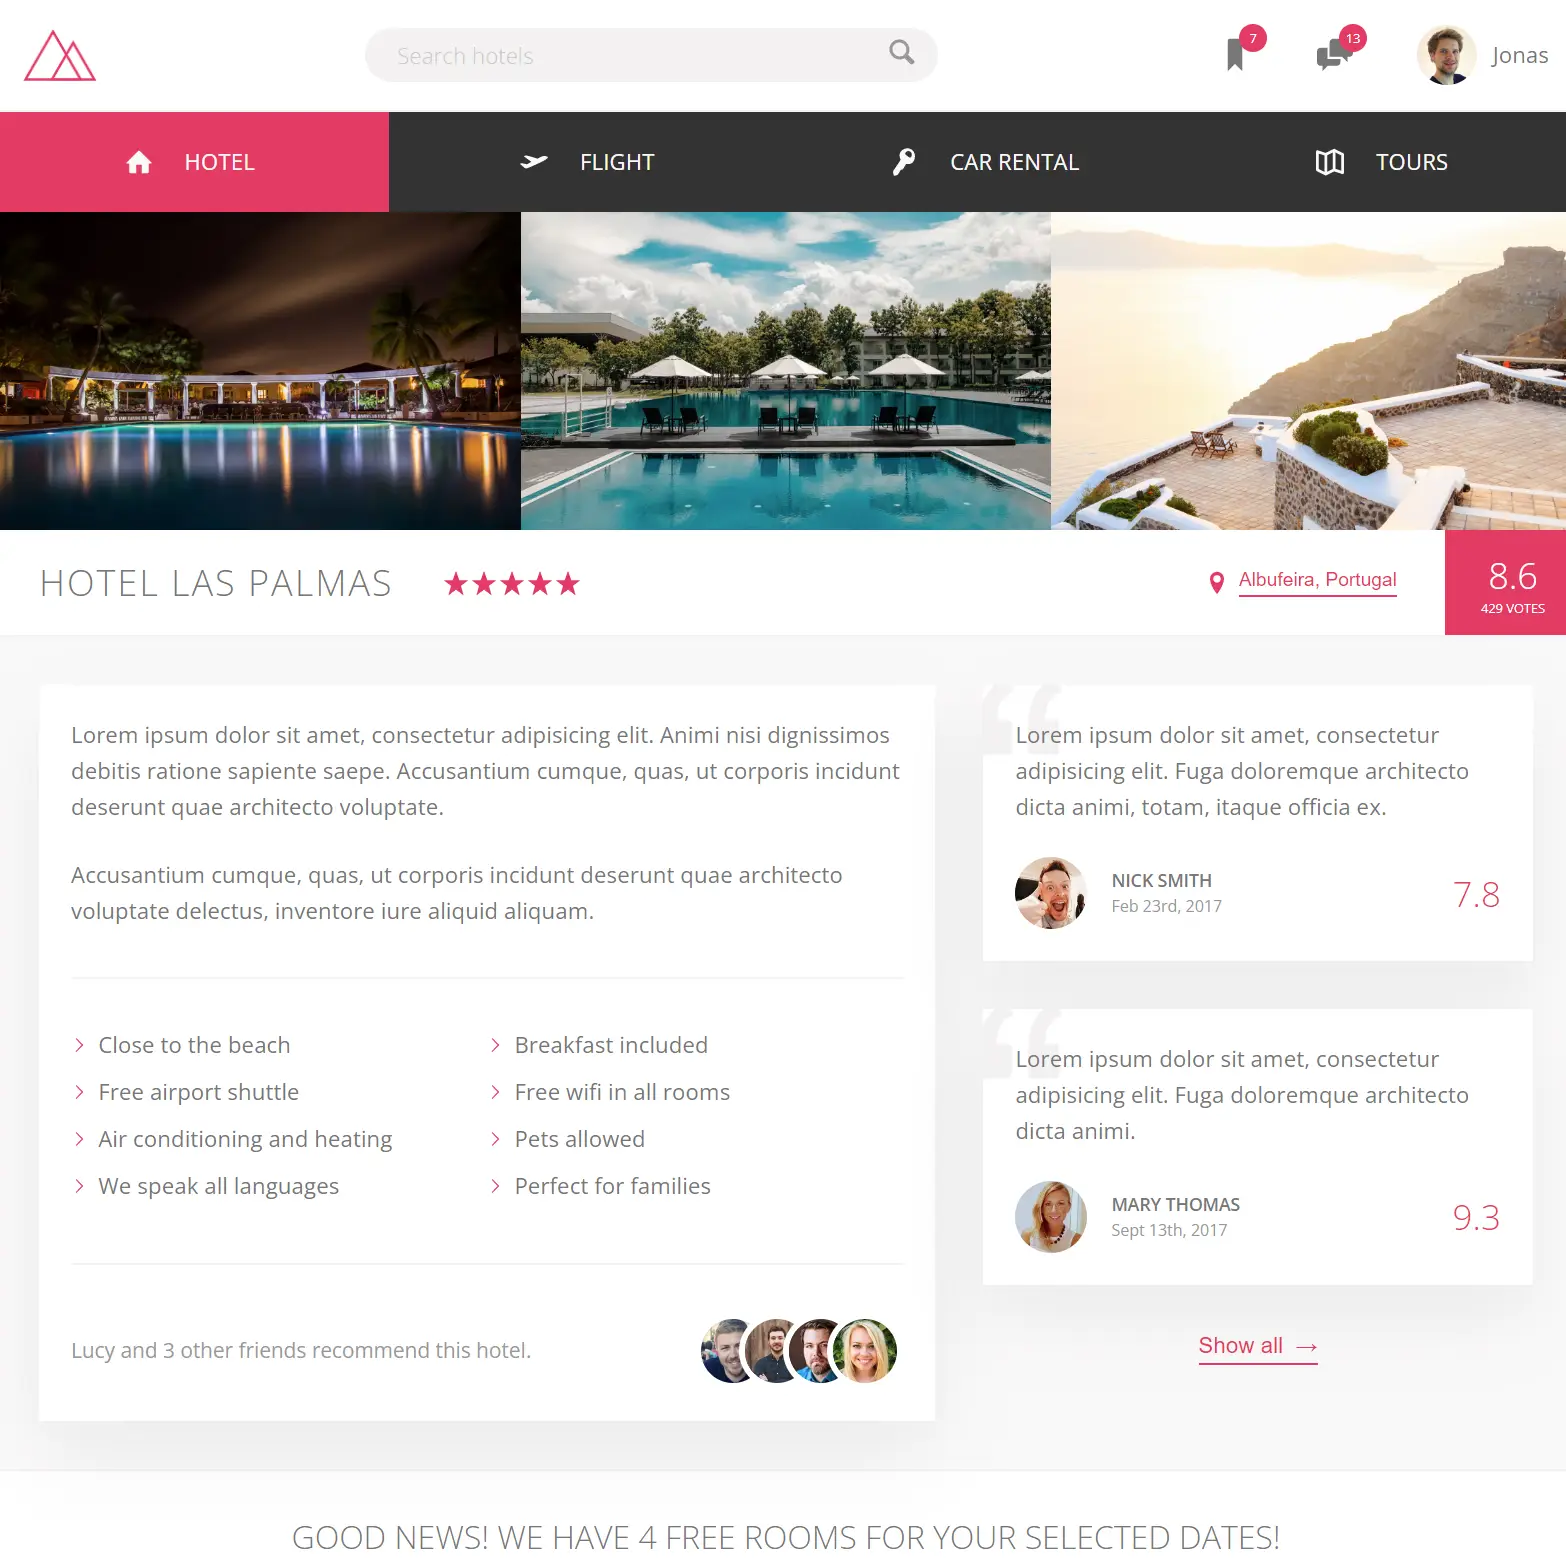 Search hotels
7
13
Jonas
HOTEL
FLIGHT
CAR RENTAL
TOURS
HOTEL LAS PALMAS
Albufeira, Portugal
8.6
429 VOTES
Lorem ipsum dolor sit amet, consectetur adipisicing elit. Animi nisi dignissimos
debitis ratione sapiente saepe. Accusantium cumque, quas, ut corporis incidunt
deserunt quae architecto voluptate.
Accusantium cumque, quas, ut corporis incidunt deserunt quae architecto
voluptate delectus, inventore iure aliquid aliquam.
Close to the beach
Breakfast included
Free airport shuttle
Free wifi in all rooms
Air conditioning and heating
Pets allowed
We speak all languages
Perfect for families
Lucy and 3 other friends recommend this hotel.
“
Lorem ipsum dolor sit amet, consectetur
adipisicing elit. Fuga doloremque architecto
dicta animi, totam, itaque officia ex.
NICK SMITH
Feb 23rd, 2017
7.8
“
Lorem ipsum dolor sit amet, consectetur
adipisicing elit. Fuga doloremque architecto
dicta animi.
MARY THOMAS
Sept 13th, 2017
9.3
Show all →
GOOD NEWS! WE HAVE 4 FREE ROOMS FOR YOUR SELECTED DATES!